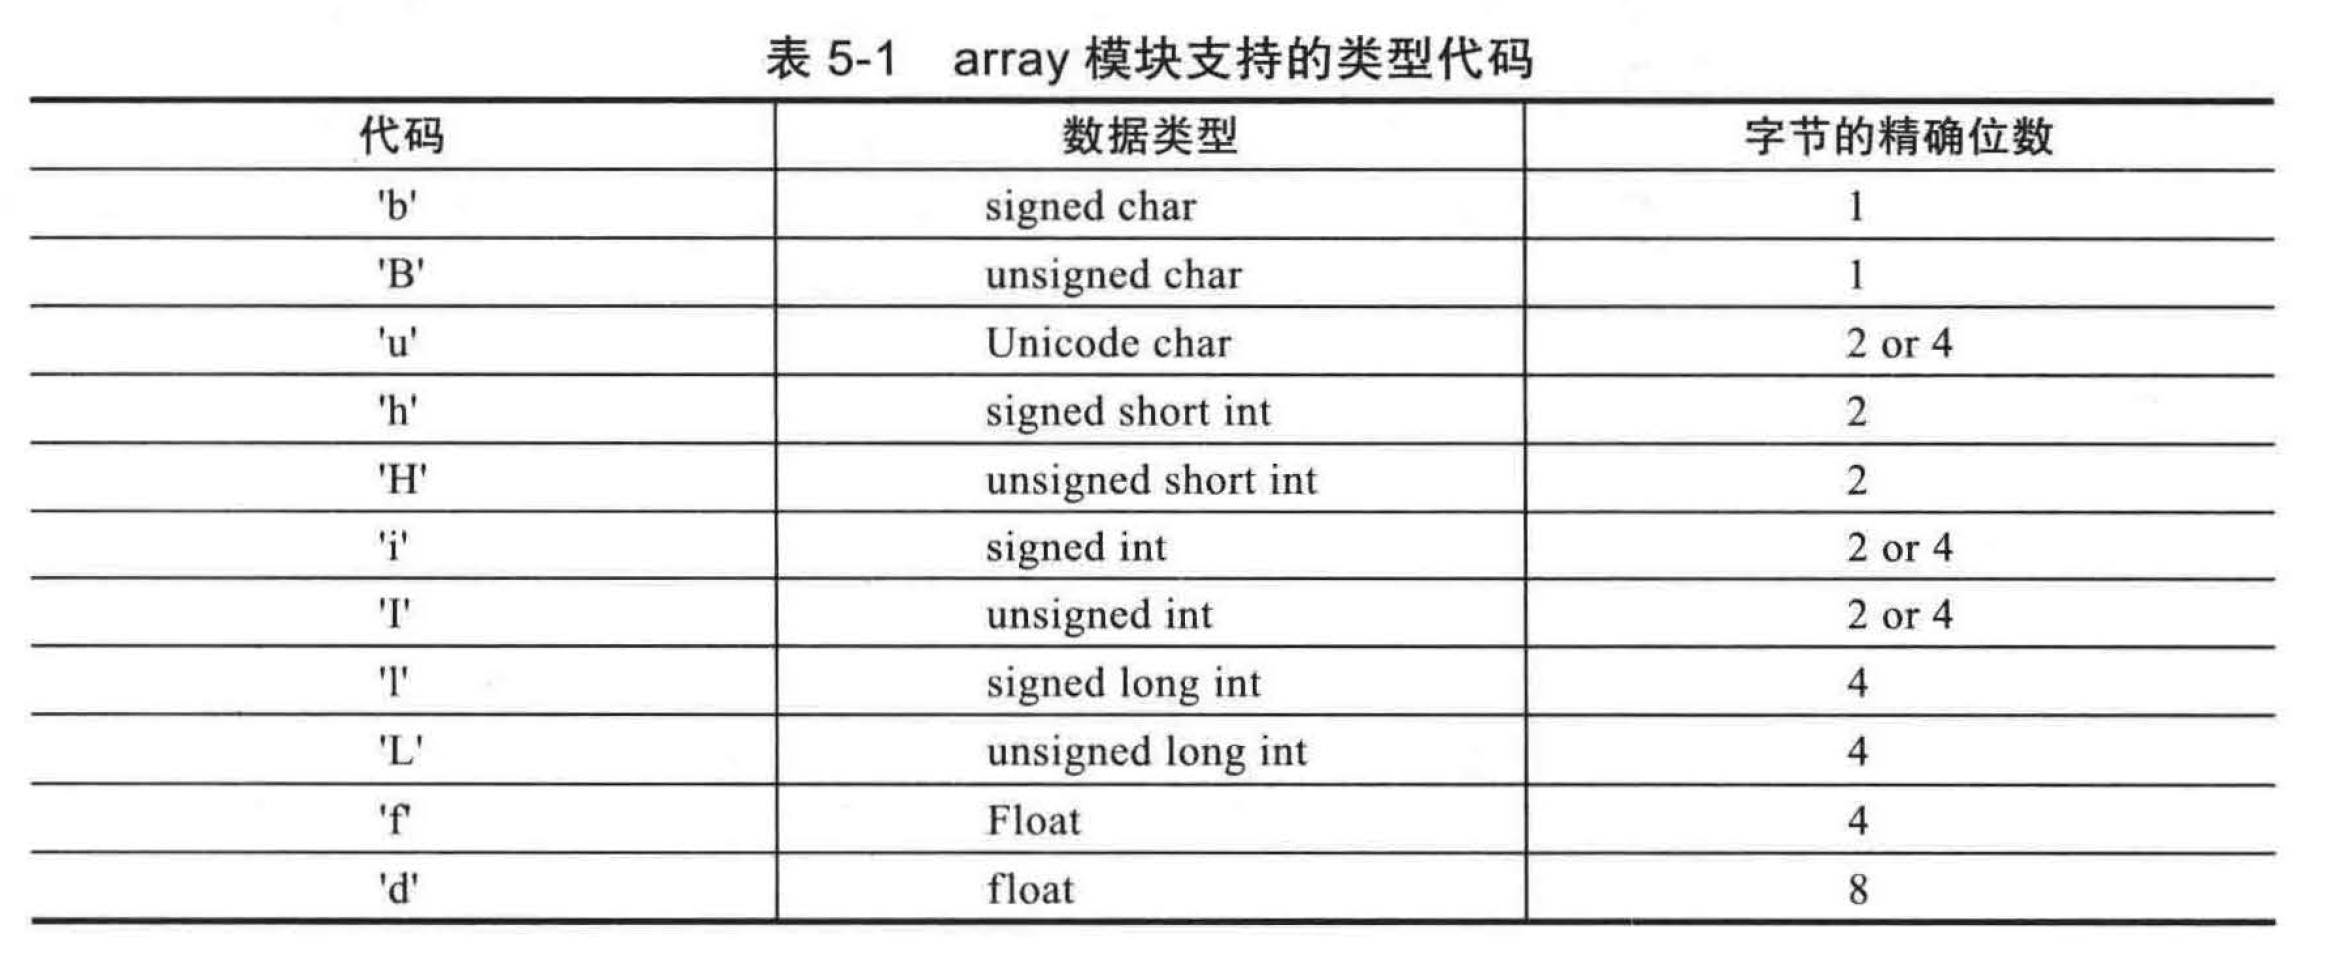 表 5-1 array 模块支持的类型代码
代码 数据类型 字节的精确位数
'b' signed char 1
'B' unsigned char 1
'u' Unicode char 2 or 4
'h' signed short int 2
'H' unsigned short int 2
'i' signed int 2 or 4
'I' unsigned int 2 or 4
'l' signed long int 4
'L' unsigned long int 4
'f' Float 4
'd' float 8